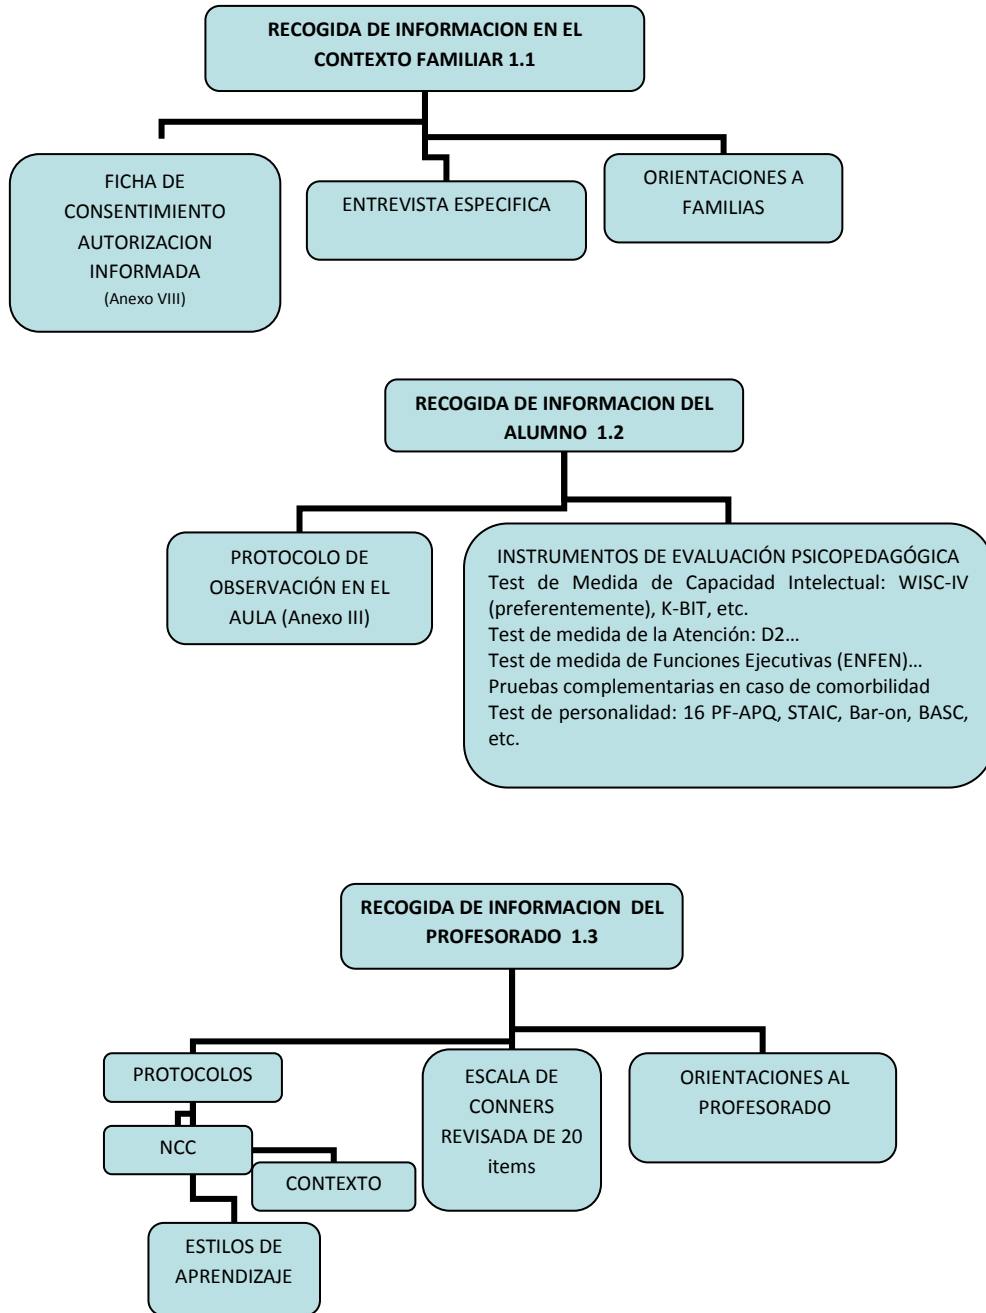 RECOGIDA DE INFORMACION EN EL
CONTEXTO FAMILIAR 1.1
FICHA DE
CONSENTIMIENTO
AUTORIZACION
INFORMADA
(Anexo VIII)
ENTREVISTA ESPECIFICA
ORIENTACIONES A
FAMILIAS
RECOGIDA DE INFORMACION DEL
ALUMNO 1.2
PROTOCOLO DE
OBSERVACIÓN EN EL
AULA (Anexo III)
INSTRUMENTOS DE EVALUACIÓN PSICOPEDAGÓGICA
Test de Medida de Capacidad Intelectual: WISC-IV
(preferentemente), K-BIT, etc.
Test de medida de la Atención: D2...
Test de medida de Funciones Ejecutivas (ENFEN)...
Pruebas complementarias en caso de comorbilidad
Test de personalidad: 16 PF-APQ, STAIC, Bar-on, BASC,
etc.
RECOGIDA DE INFORMACION DEL
PROFESORADO 1.3
PROTOCOLOS
NCC
CONTEXTO
ESTILOS DE
APRENDIZAJE
ESCALA DE
CONNERS
REVISADA DE 20
items
ORIENTACIONES AL
PROFESORADO